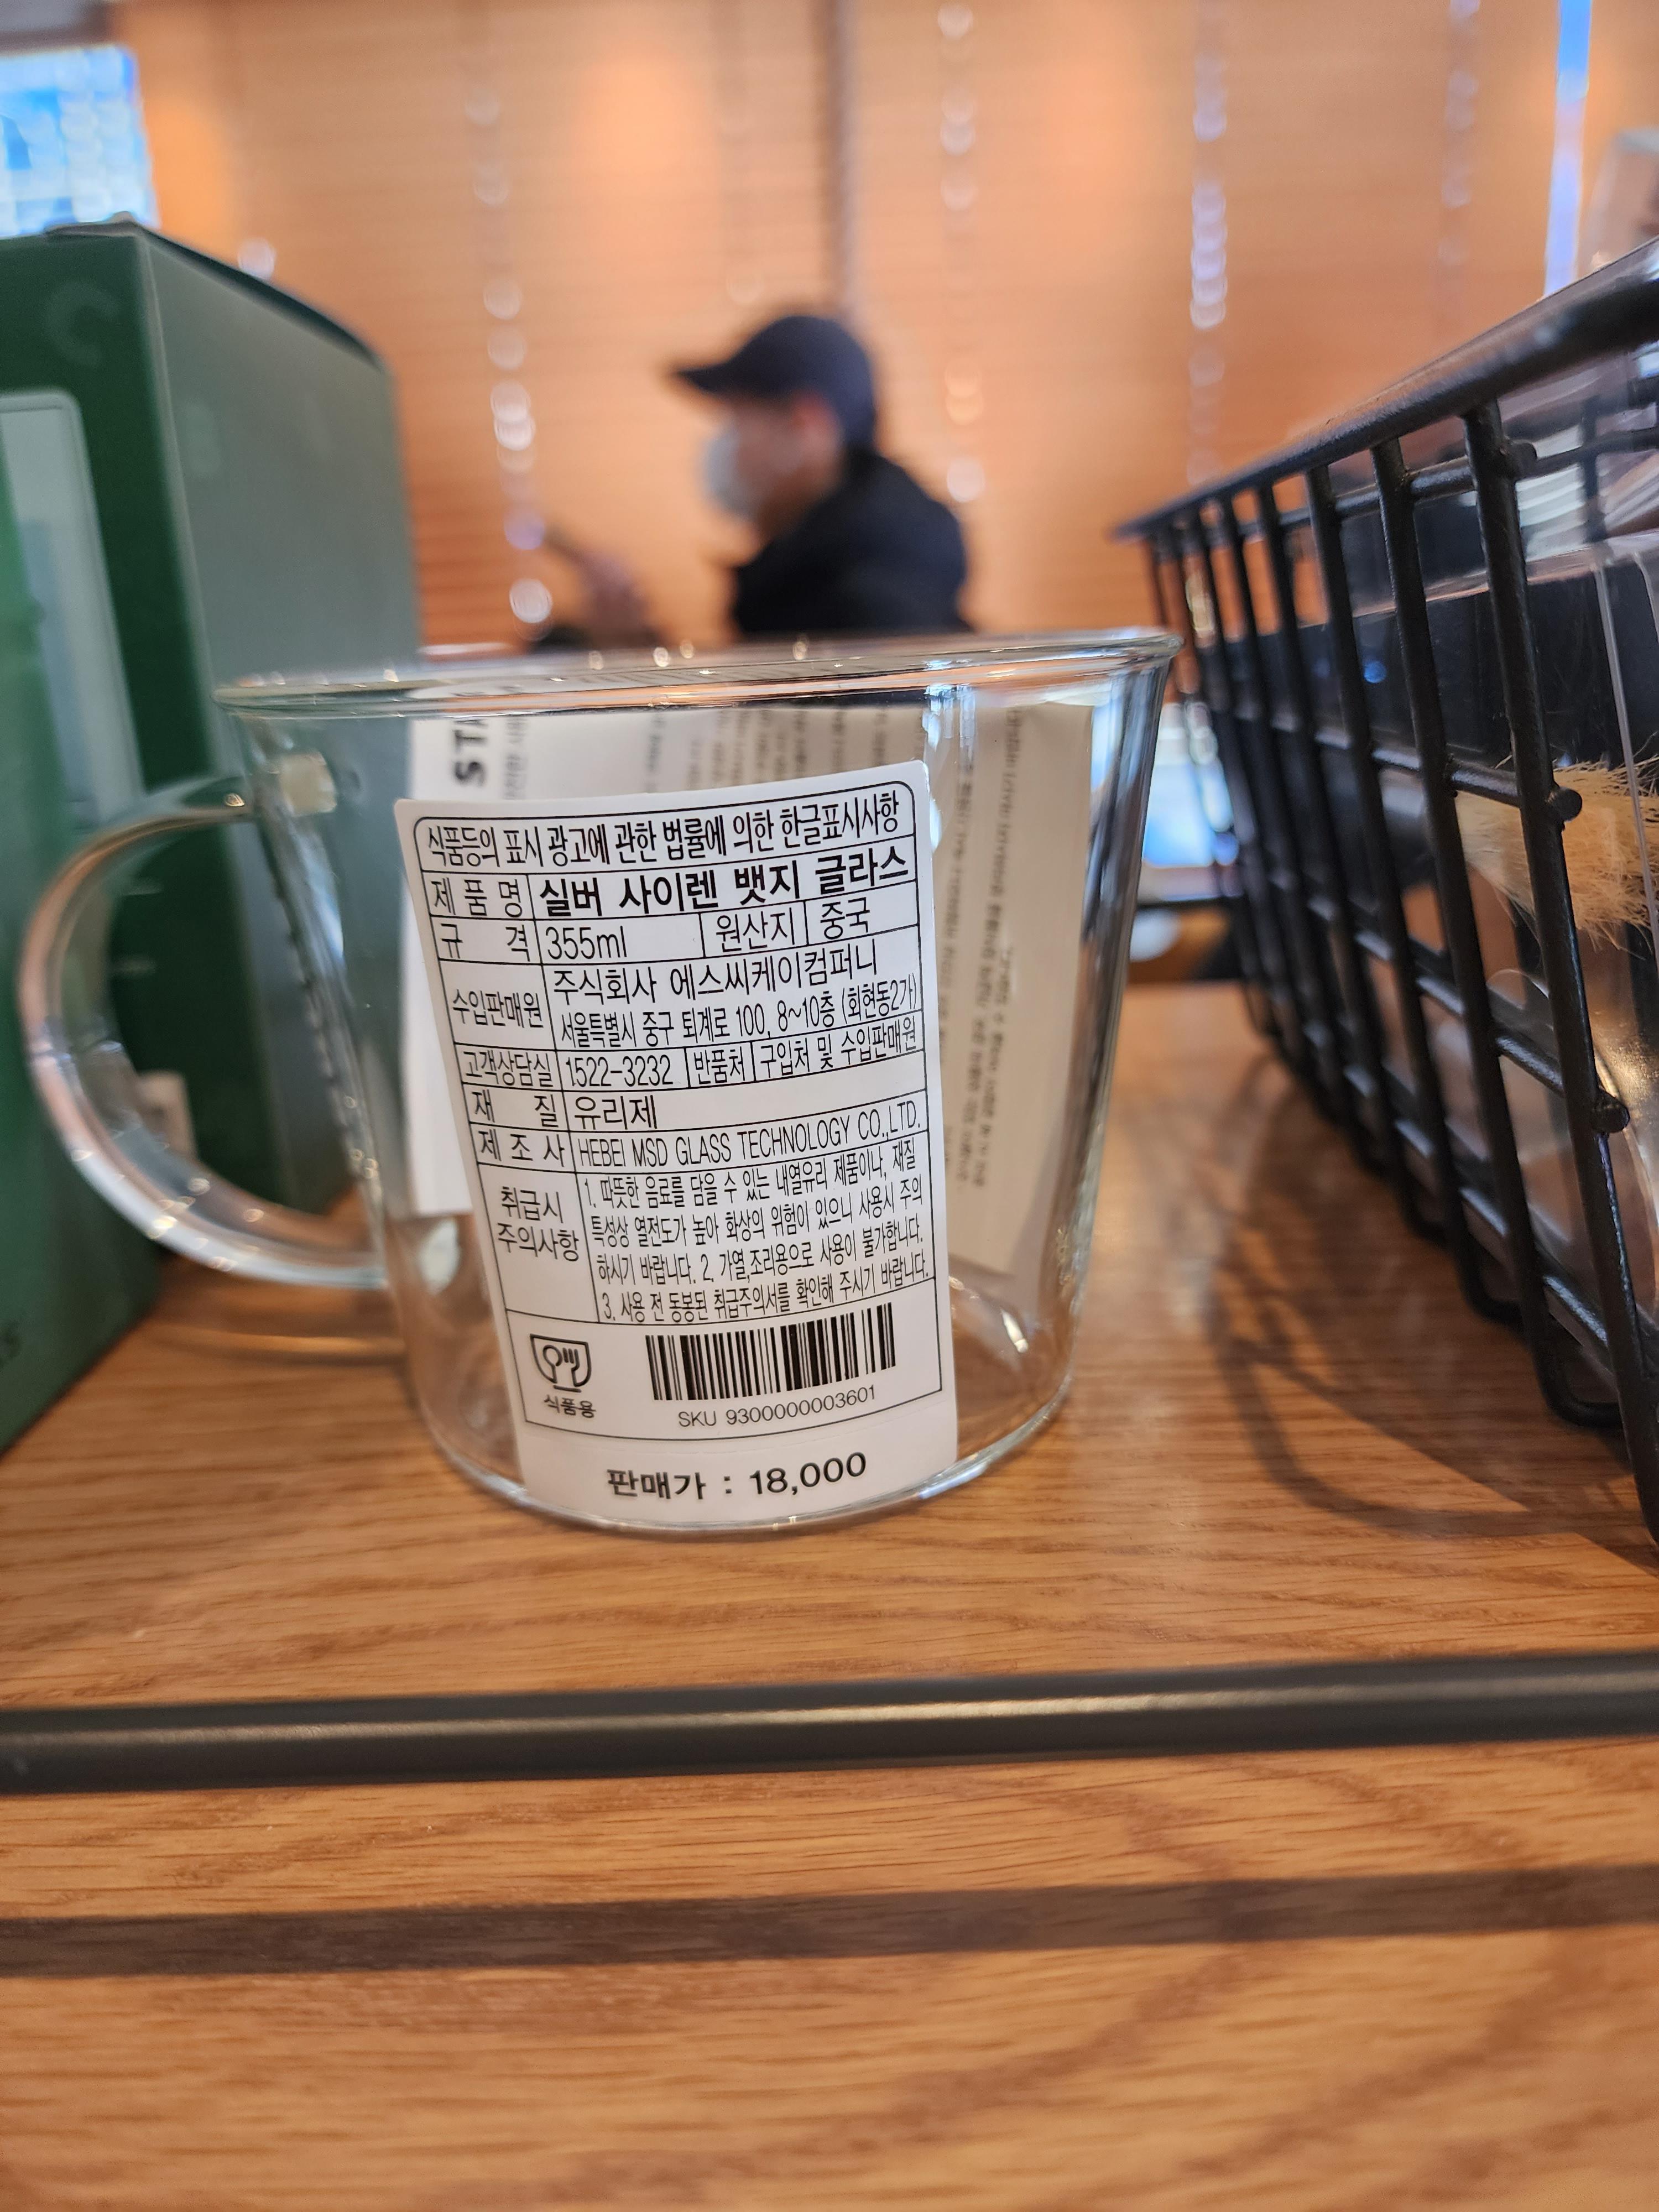 STA
식품등의 표시 광고에 관한 법률에 의한 한글표시사항
제품명 실버 사이렌 뱃지 글라스
규 격 355ml 원산지 중국
수입판매원 주식회사 에스씨케이컴퍼니
서울특별시 중구 퇴계로 100, 8~10층 (회현동2가)
고객상담실 1522-3232 반품처 구입처 및 수입판매원
재 질 유리제
제조사 HEBEI MSD GLASS TECHNOLOGY CO.,LTD.
취급시 주의사항
1. 따뜻한 음료를 담을 수 있는 내열유리 제품이나, 재질
특성상 열전도가 높아 화상의 위험이 있으니 사용시 주의
하시기 바랍니다. 2. 가열,조리용으로 사용이 불가합니다.
3. 사용 전 동봉된 취급주의서를 확인해 주시기 바랍니다.
식품용
SKU 9300000003601
판매가 : 18,000